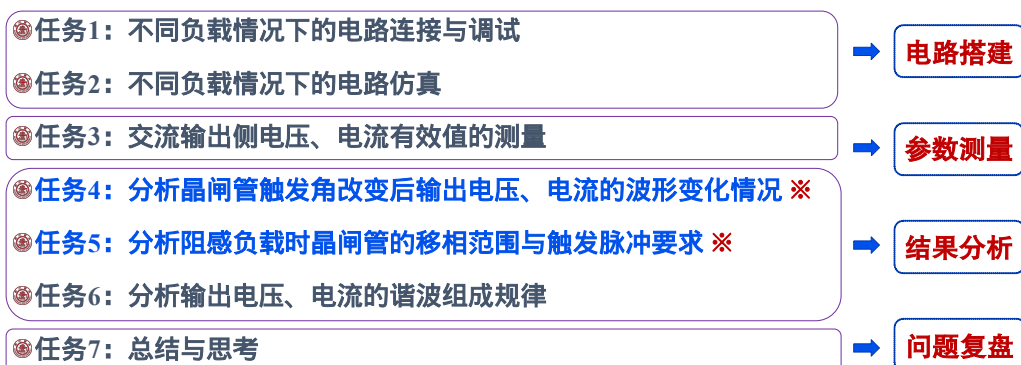 任务1：不同负载情况下的电路连接与调试
电路搭建
任务2：不同负载情况下的电路仿真
任务3：交流输出侧电压、电流有效值的测量
参数测量
任务4：分析晶闸管触发角改变后输出电压、电流的波形变化情况 ※
任务5：分析阻感负载时晶闸管的移相范围与触发脉冲要求 ※
结果分析
任务6：分析输出电压、电流的谐波组成规律
任务7：总结与思考
问题复盘